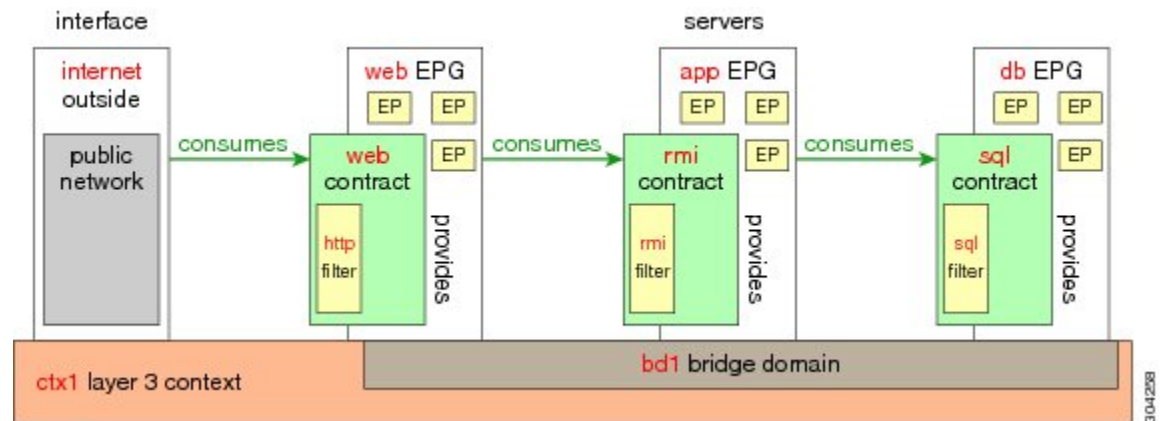 interface
servers
internet
outside
public
network
consumes
web EPG
EP
EP
EP
web
contract
http
filter
provides
consumes
app EPG
EP
EP
EP
rmi
contract
rmi
filter
provides
consumes
db EPG
EP
EP
EP
sql
contract
sql
filter
provides
bd1 bridge domain
ctx1 layer 3 context
304258